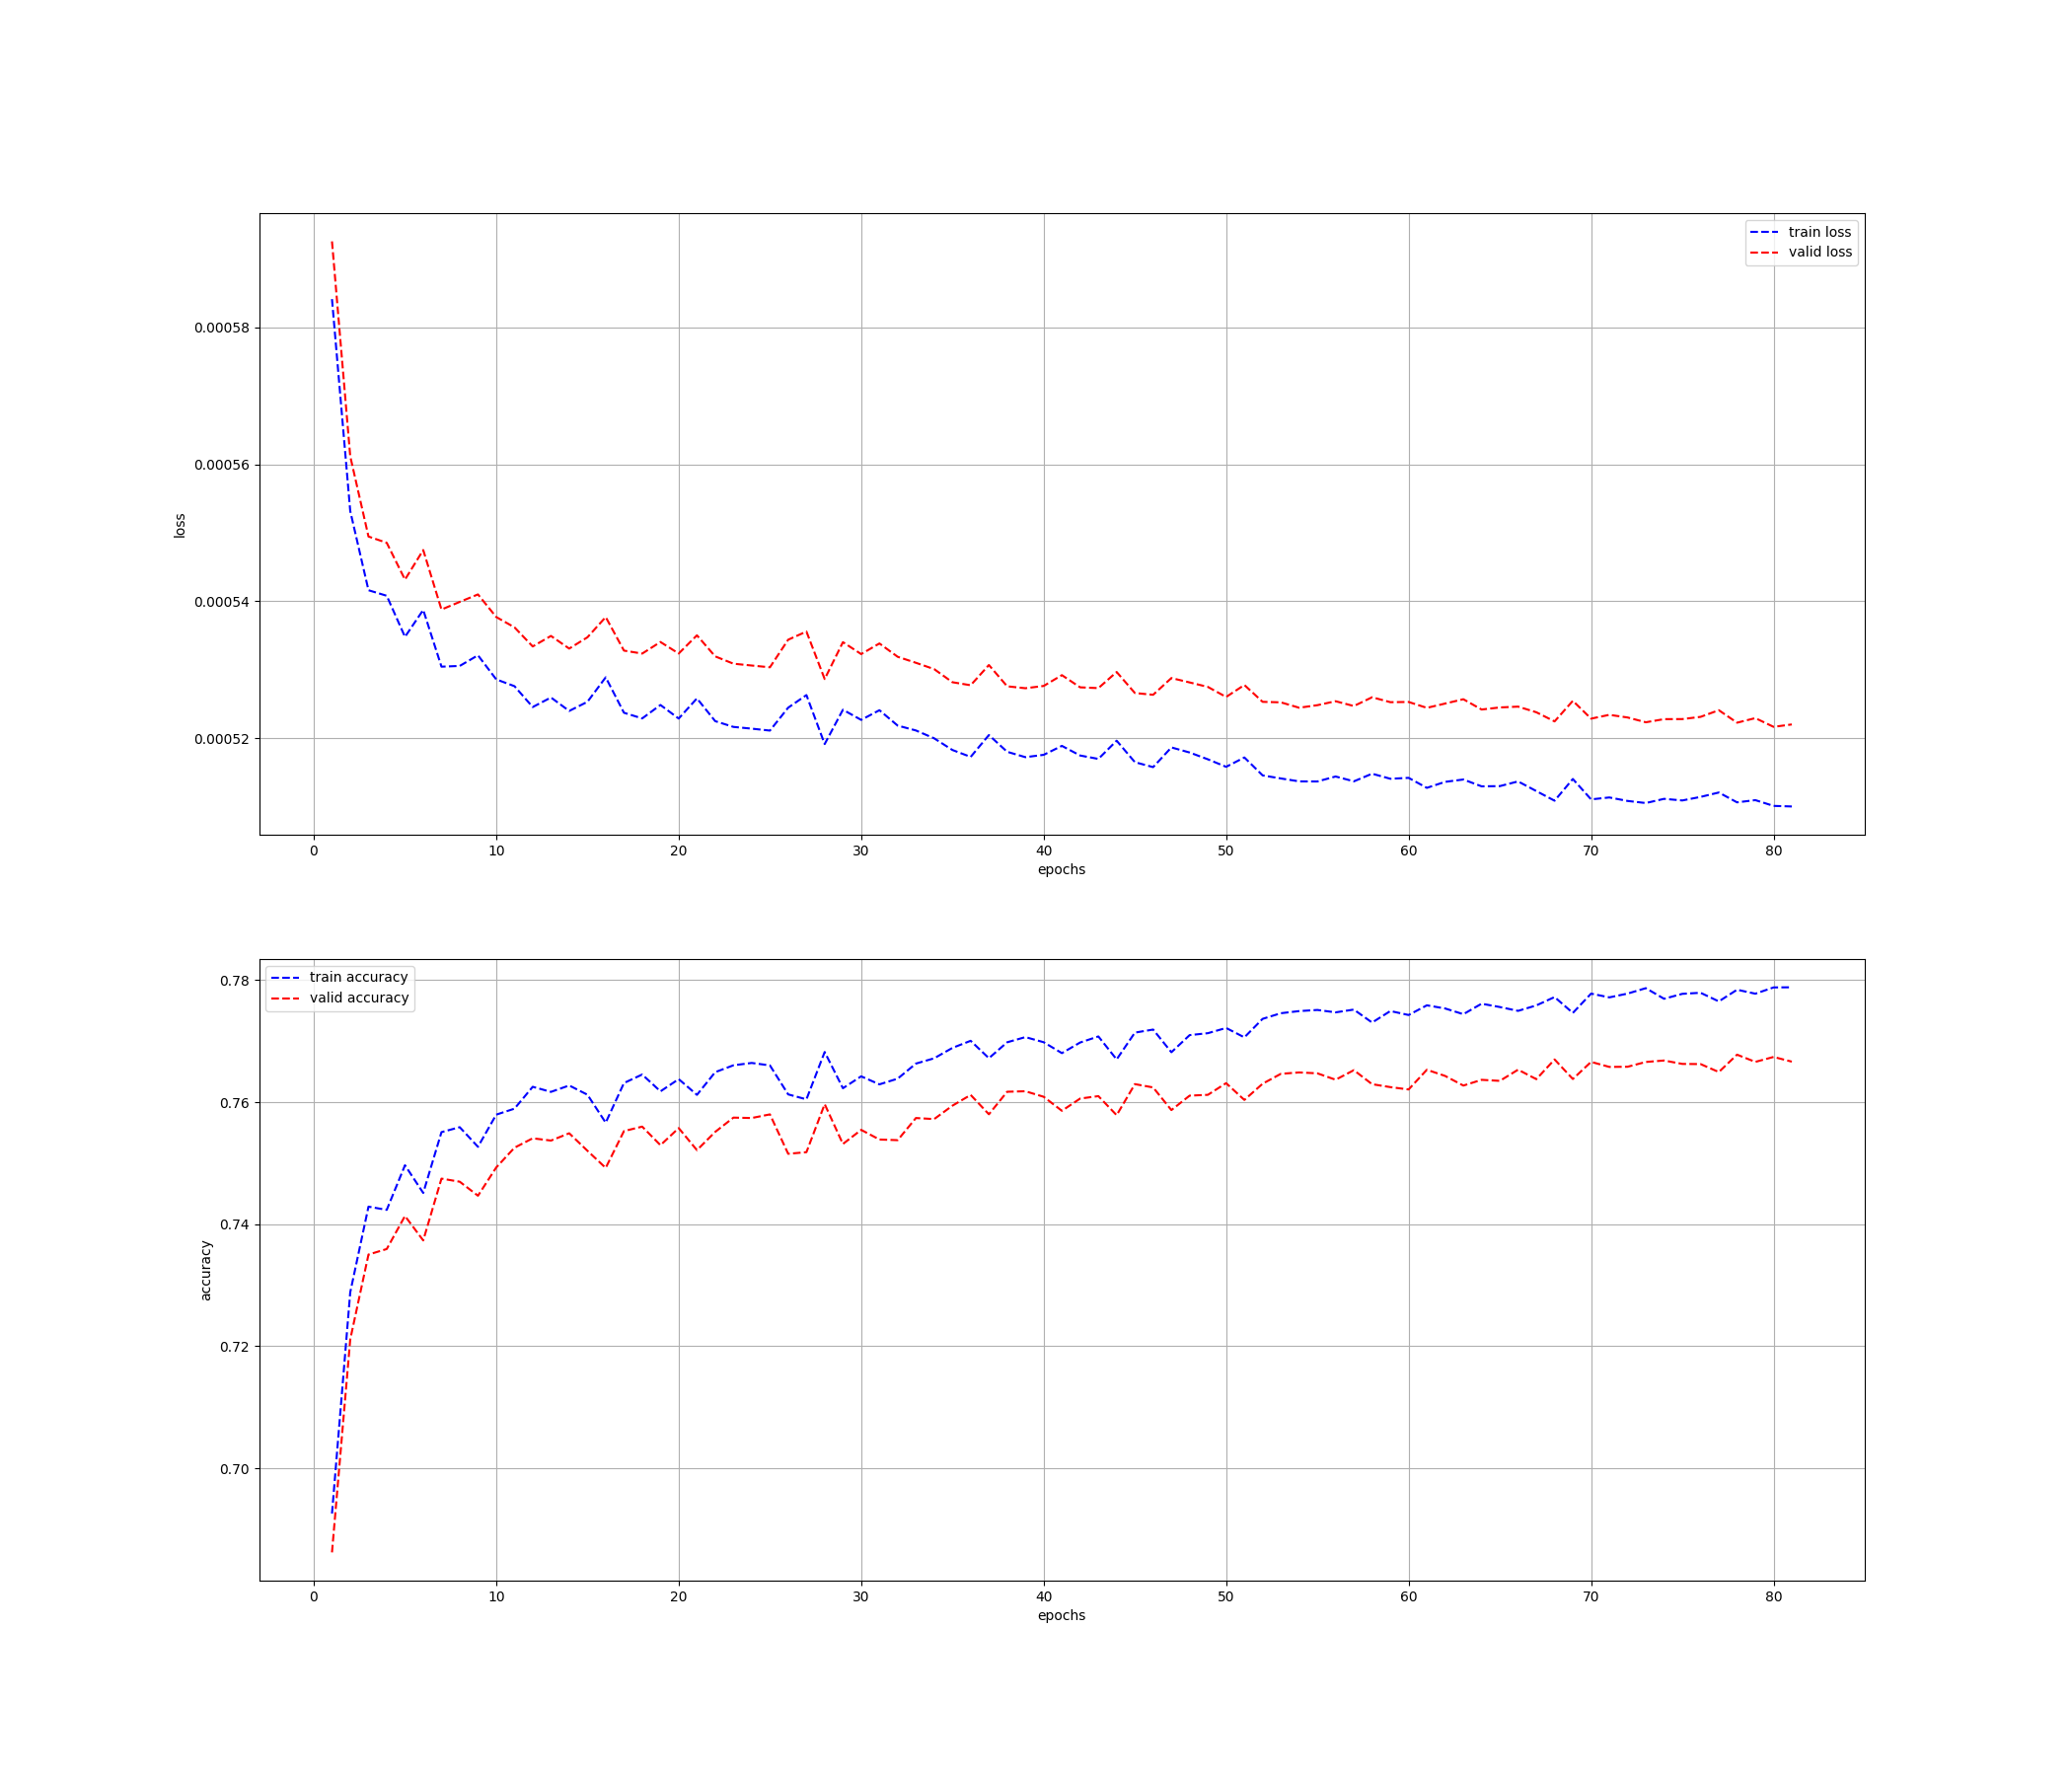 train loss
valid loss
0.00058
0.00056
0.00054
0.00052
loss
0 10 20 30 40 50 60 70 80
epochs
train accuracy
valid accuracy
0.78
0.76
0.74
0.72
0.70
accuracy
0 10 20 30 40 50 60 70 80
epochs